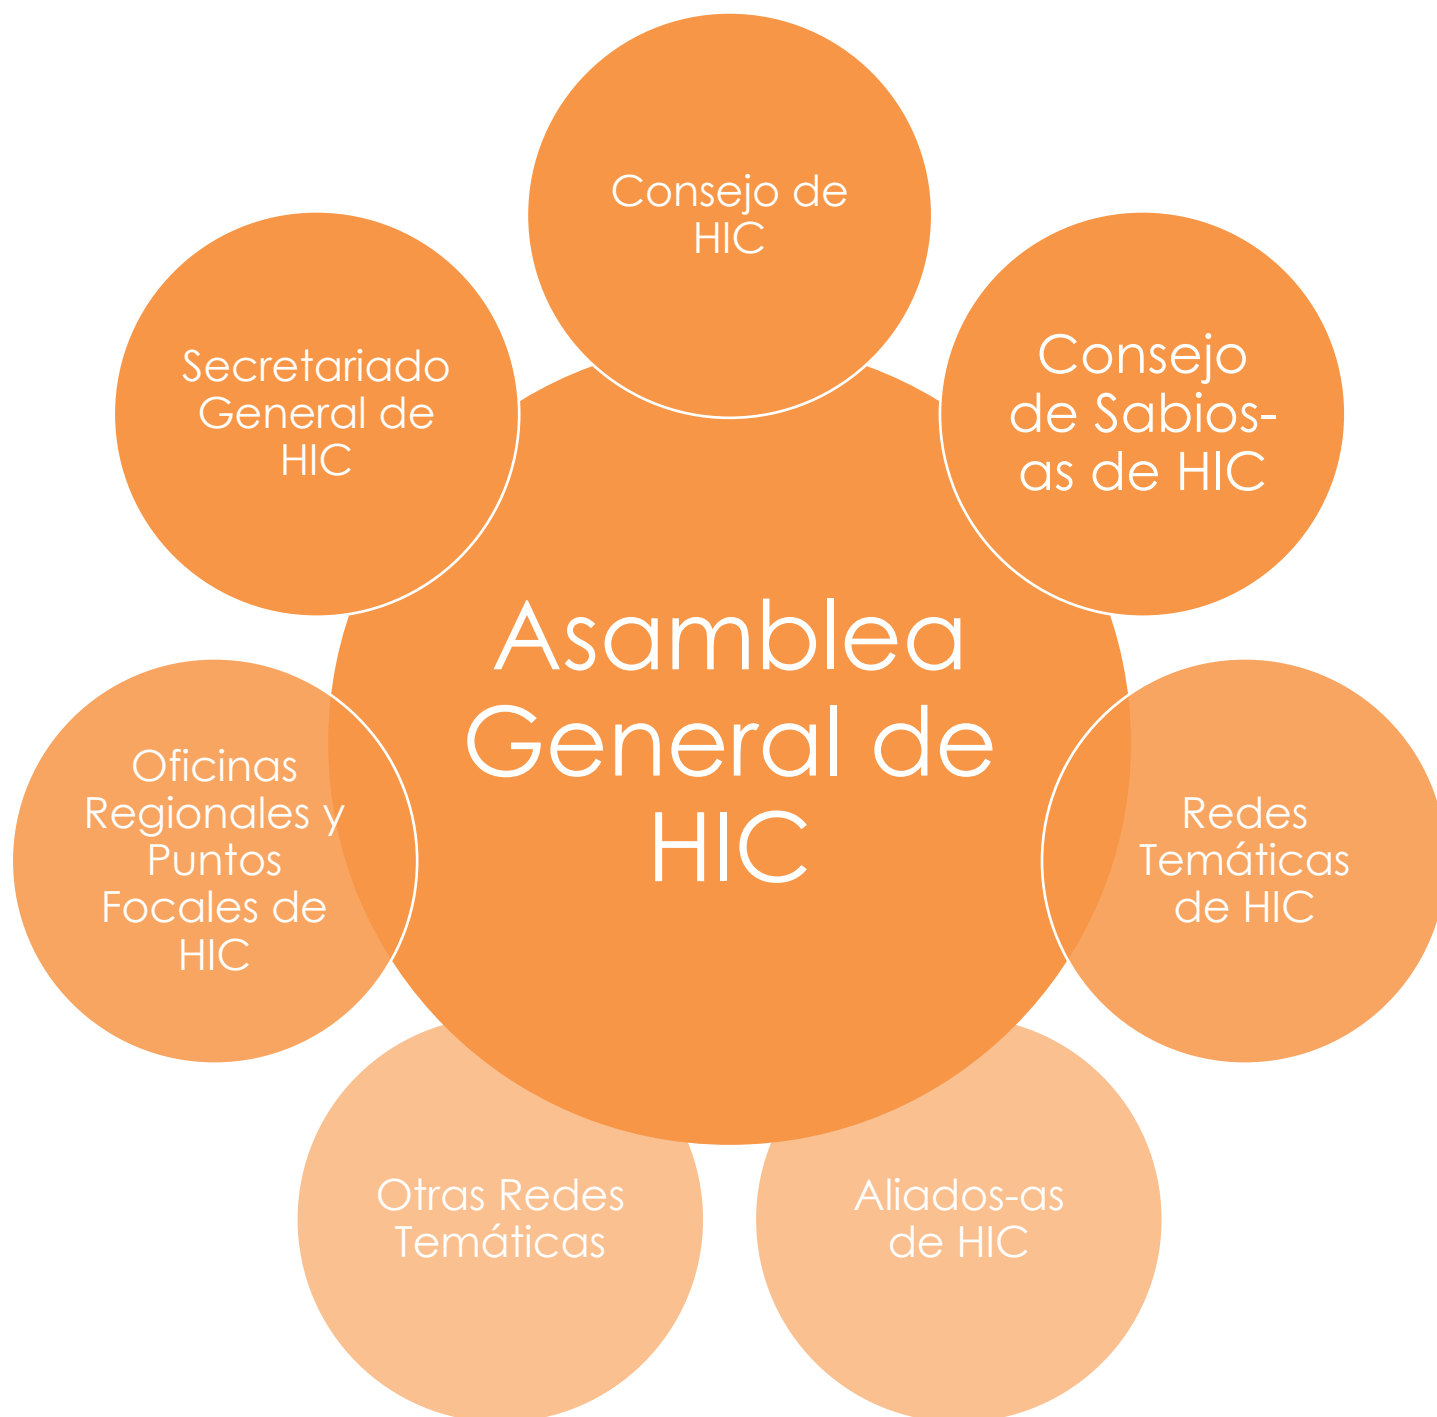 Consejo de
HIC
Secretariado
General de
HIC
Consejo
de Sabios-
as de HIC
Asamblea
General de
HIC
Oficinas
Regionales y
Puntos
Focales de
HIC
Redes
Temáticas
de HIC
Otras Redes
Temáticas
Aliados-as
de HIC